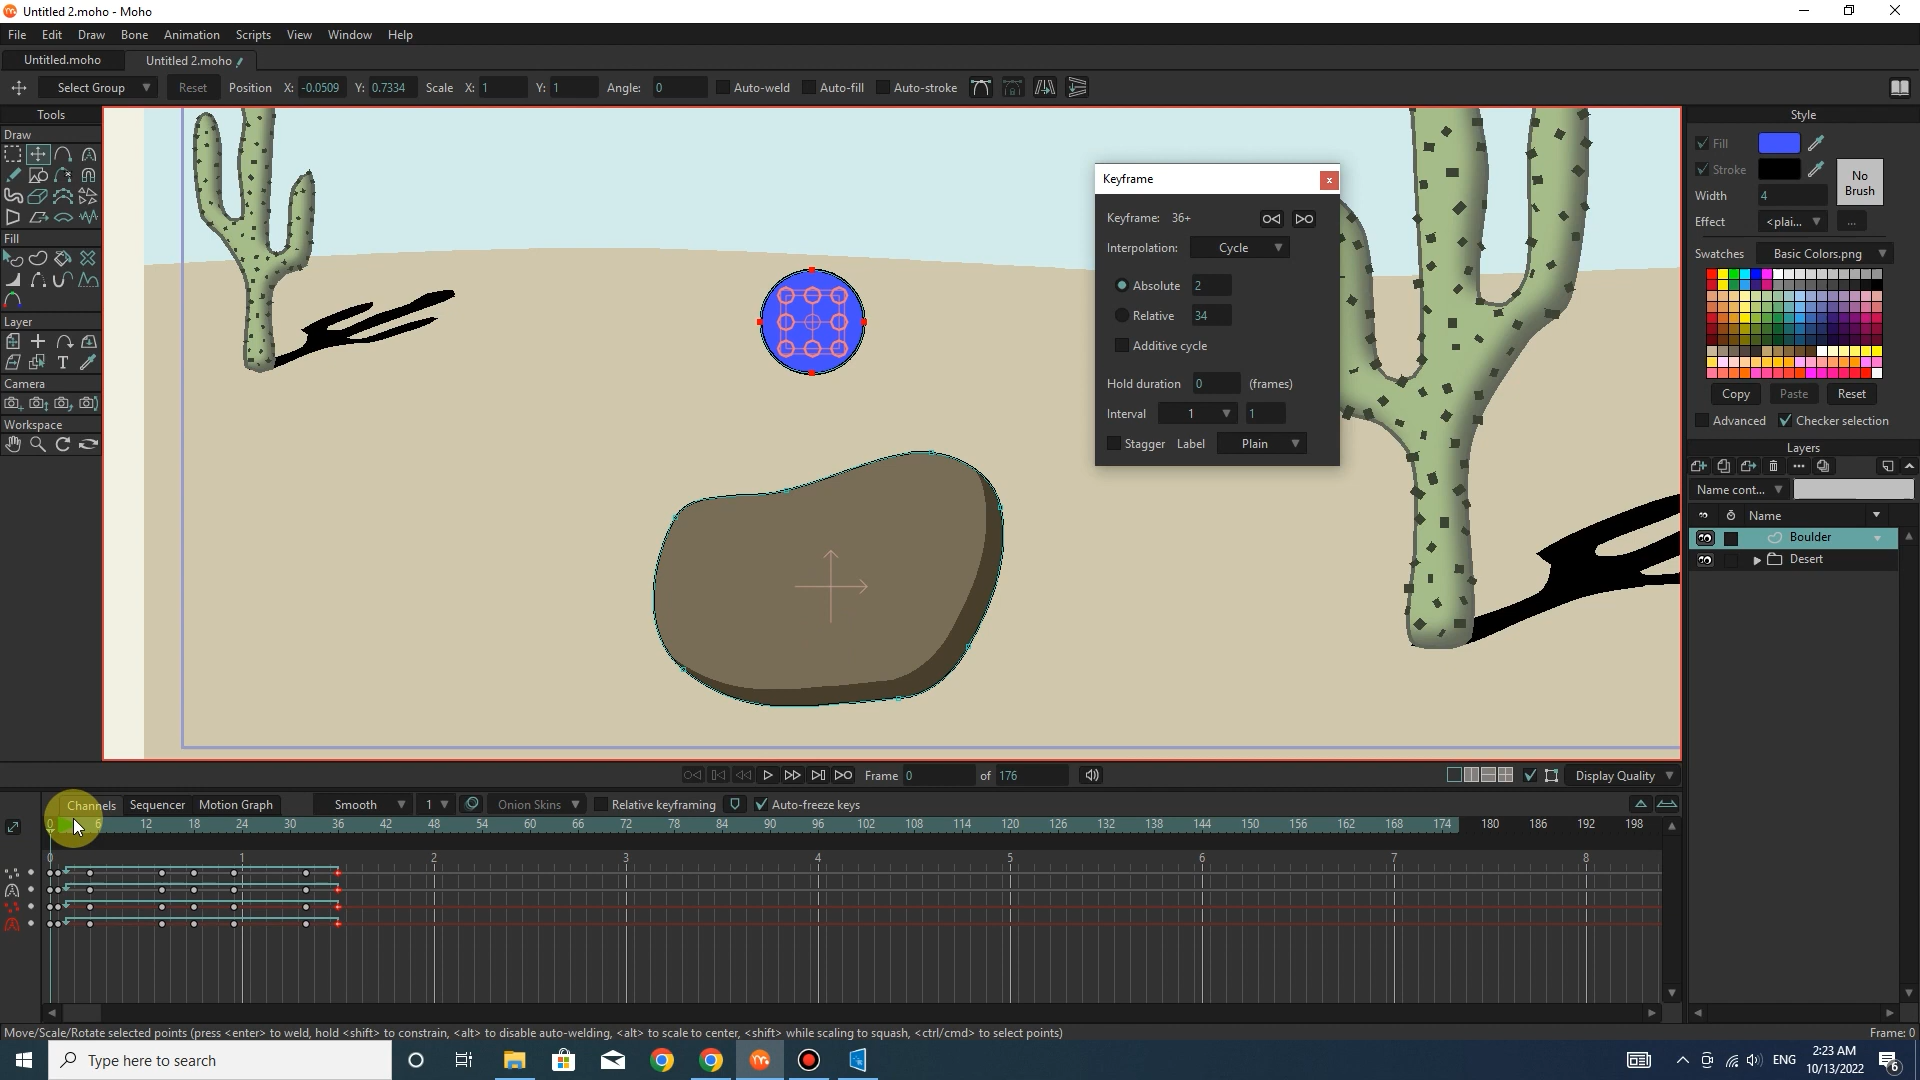 Untitled 2.moho - Moho
File Edit Draw Bone Animation Scripts View Window Help
Untitled.moho Untitled 2.moho
Select Group Reset Position X: -0.0509 Y: 0.7334 Scale X: 1 Y: 1 Angle: 0 Auto-weld Auto-fill Auto-stroke
Tools
Draw
Fill
Layer
Camera
Workspace
Keyframe
Keyframe: 36+
Interpolation: Cycle
Absolute 2
Relative 34
Additive cycle
Hold duration 0 (frames)
Interval 1 1
Stagger Label Plain
Style
Fill
Stroke
No Brush
Width 4
Effect <plai... ...
Swatches Basic Colors.png
Copy Paste Reset
Advanced Checker selection
Layers
Name cont...
Name
Boulder
Desert
Frame 0 of 176 Display Quality
Channels Sequencer Motion Graph Smooth 1 Onion Skins Relative keyframing Auto-freeze keys
0 6 12 18 24 30 36 42 48 54 60 66 72 78 84 90 96 102 108 114 120 126 132 138 144 150 156 162 168 174 180 186 192 198
0 1 2 3 4 5 6 7 8
Move/Scale/Rotate selected points (press <enter> to weld, hold <shift> to constrain, <alt> to disable auto-welding, <alt> to scale to center, <shift> while scaling to squash, <ctrl/cmd> to select points) Frame: 0
Type here to search
ENG
2:23 AM
10/13/2022
6